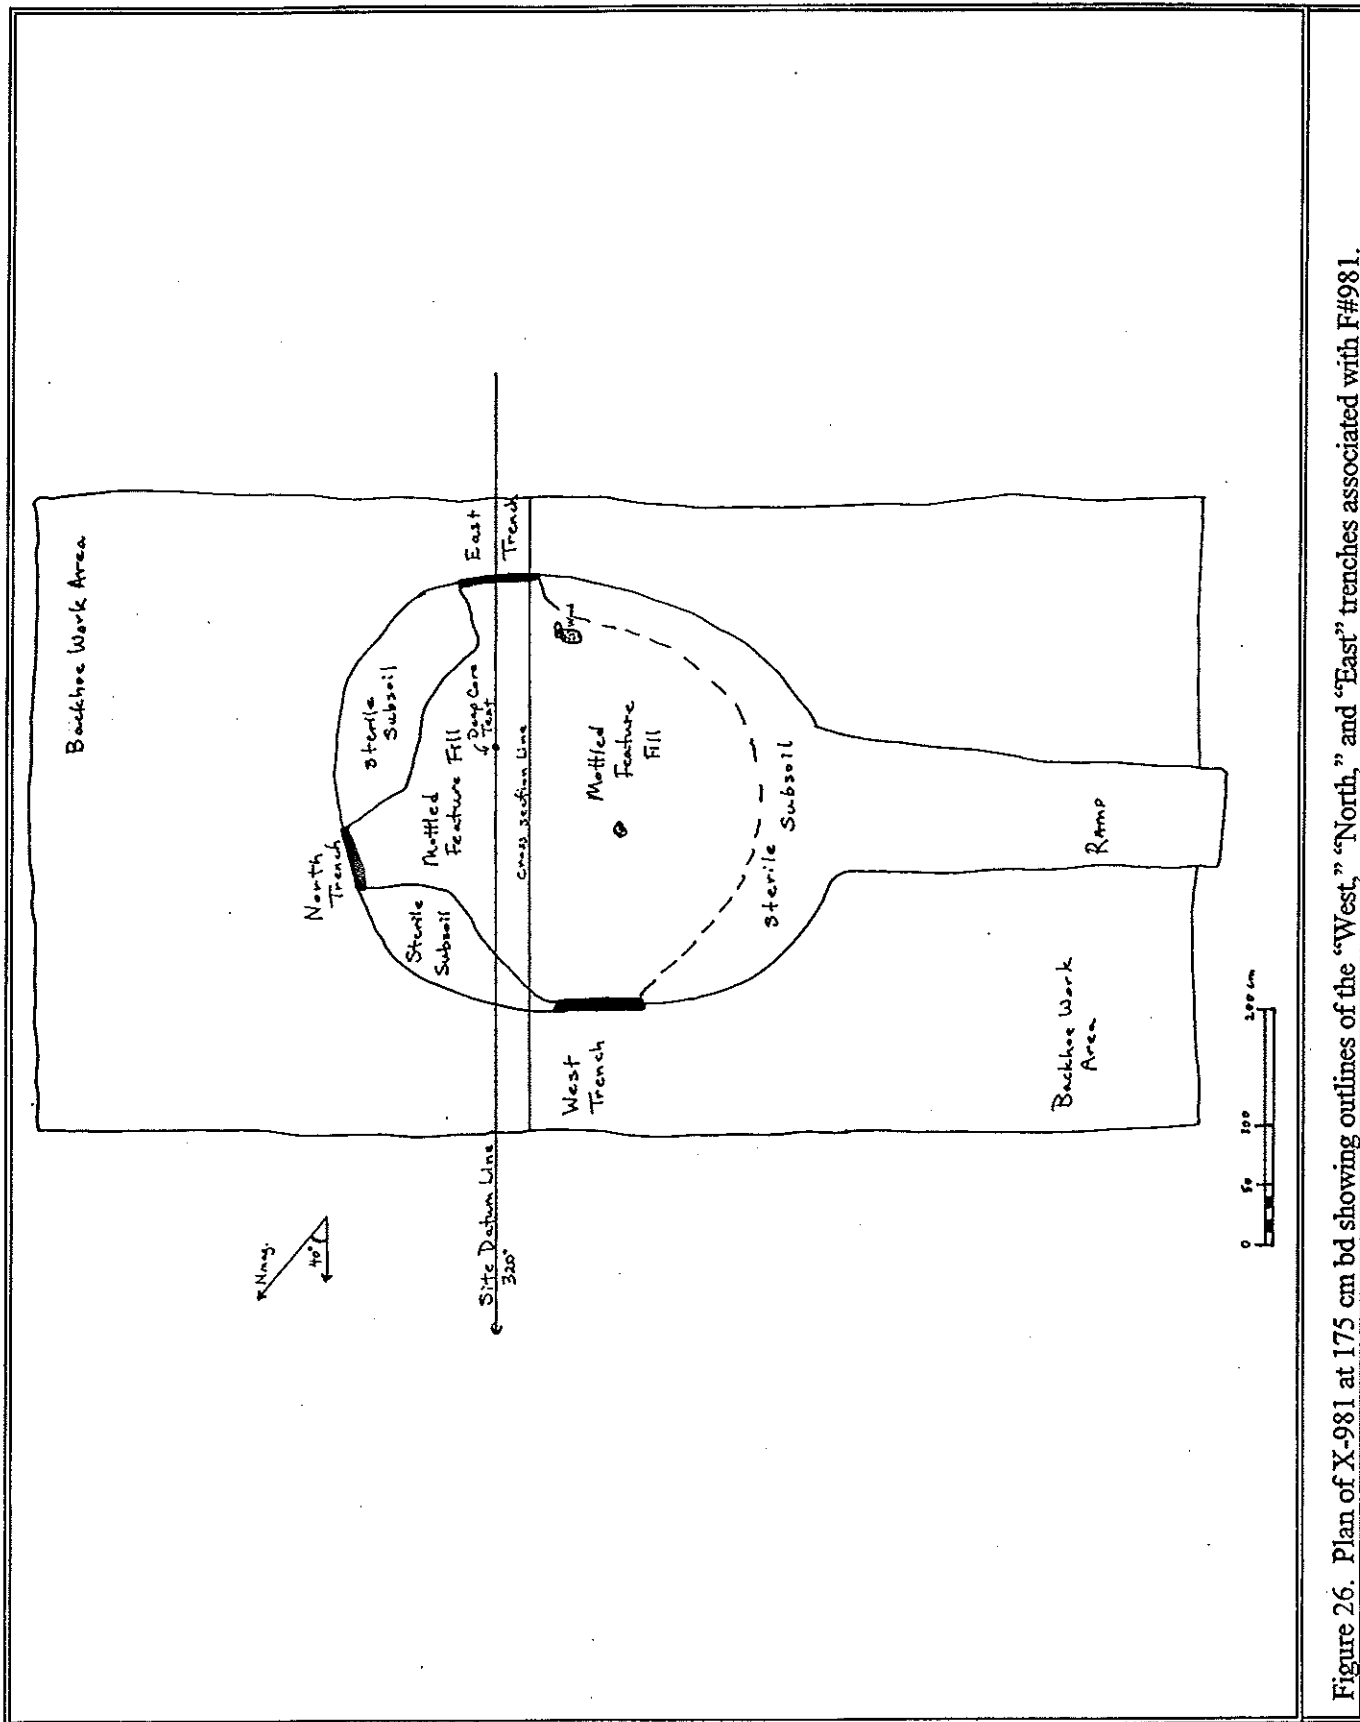 Backhoe Work Area
North
Trench
Sterile
Subsoil
Sterile
Subsoil
East
Trench
Mottled
Feature Fill
Deep Core
Test
Cross section Line
N mag.
40°
Site Datum Line
320°
West
Trench
Mottled
Feature
Fill
Sterile Subsoil
Backhoe Work
Area
Ramp
0 50 100 200 cm
Figure 26. Plan of X-981 at 175 cm bd showing outlines of the “West,” “North,” and “East” trenches associated with F#981.